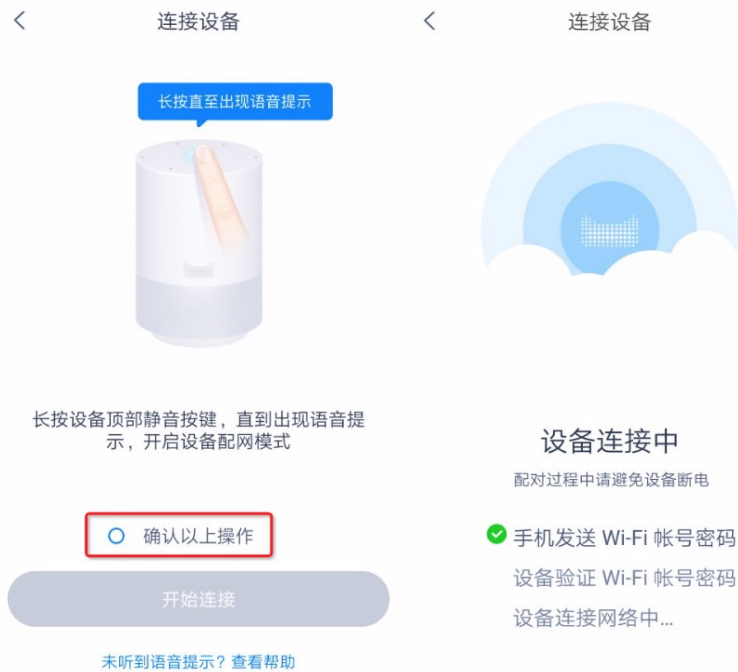 连接设备
长按直至出现语音提示
长按设备顶部静音按键，直到出现语音提
示，开启设备配网模式
确认以上操作
开始连接
未听到语音提示？查看帮助
连接设备
设备连接中
配对过程中请避免设备断电
手机发送 Wi-Fi 帐号密码
设备验证 Wi-Fi 帐号密码
设备连接网络中...